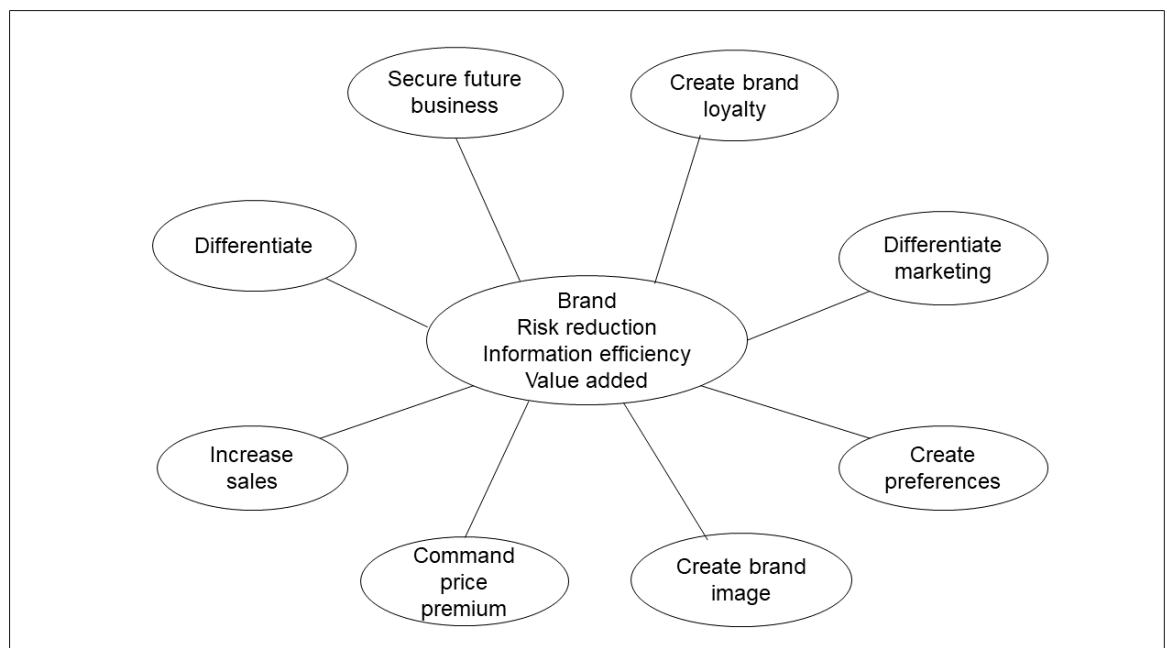 Secure future
business
Create brand
loyalty
Differentiate
Differentiate
marketing
Brand
Risk reduction
Information efficiency
Value added
Increase
sales
Create
preferences
Command
price
premium
Create brand
image